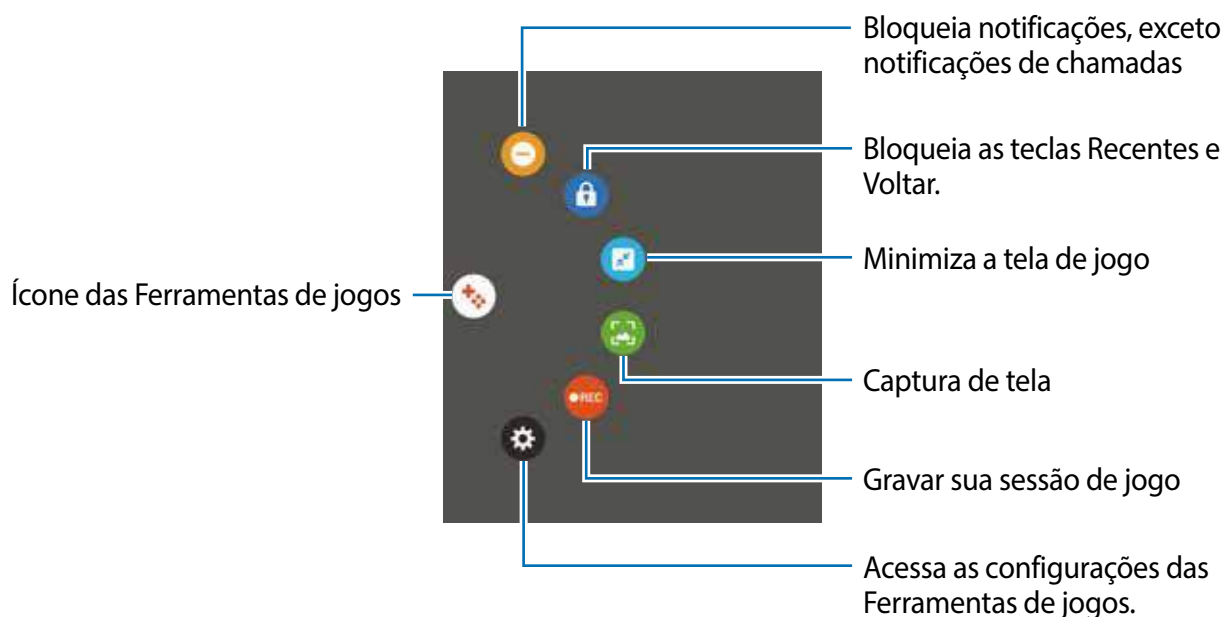 Bloqueia notificações, exceto
notificações de chamadas
Bloqueia as teclas Recentes e
Voltar.
Minimiza a tela de jogo
Ícone das Ferramentas de jogos
Captura de tela
REC
Gravar sua sessão de jogo
Acessa as configurações das
Ferramentas de jogos.